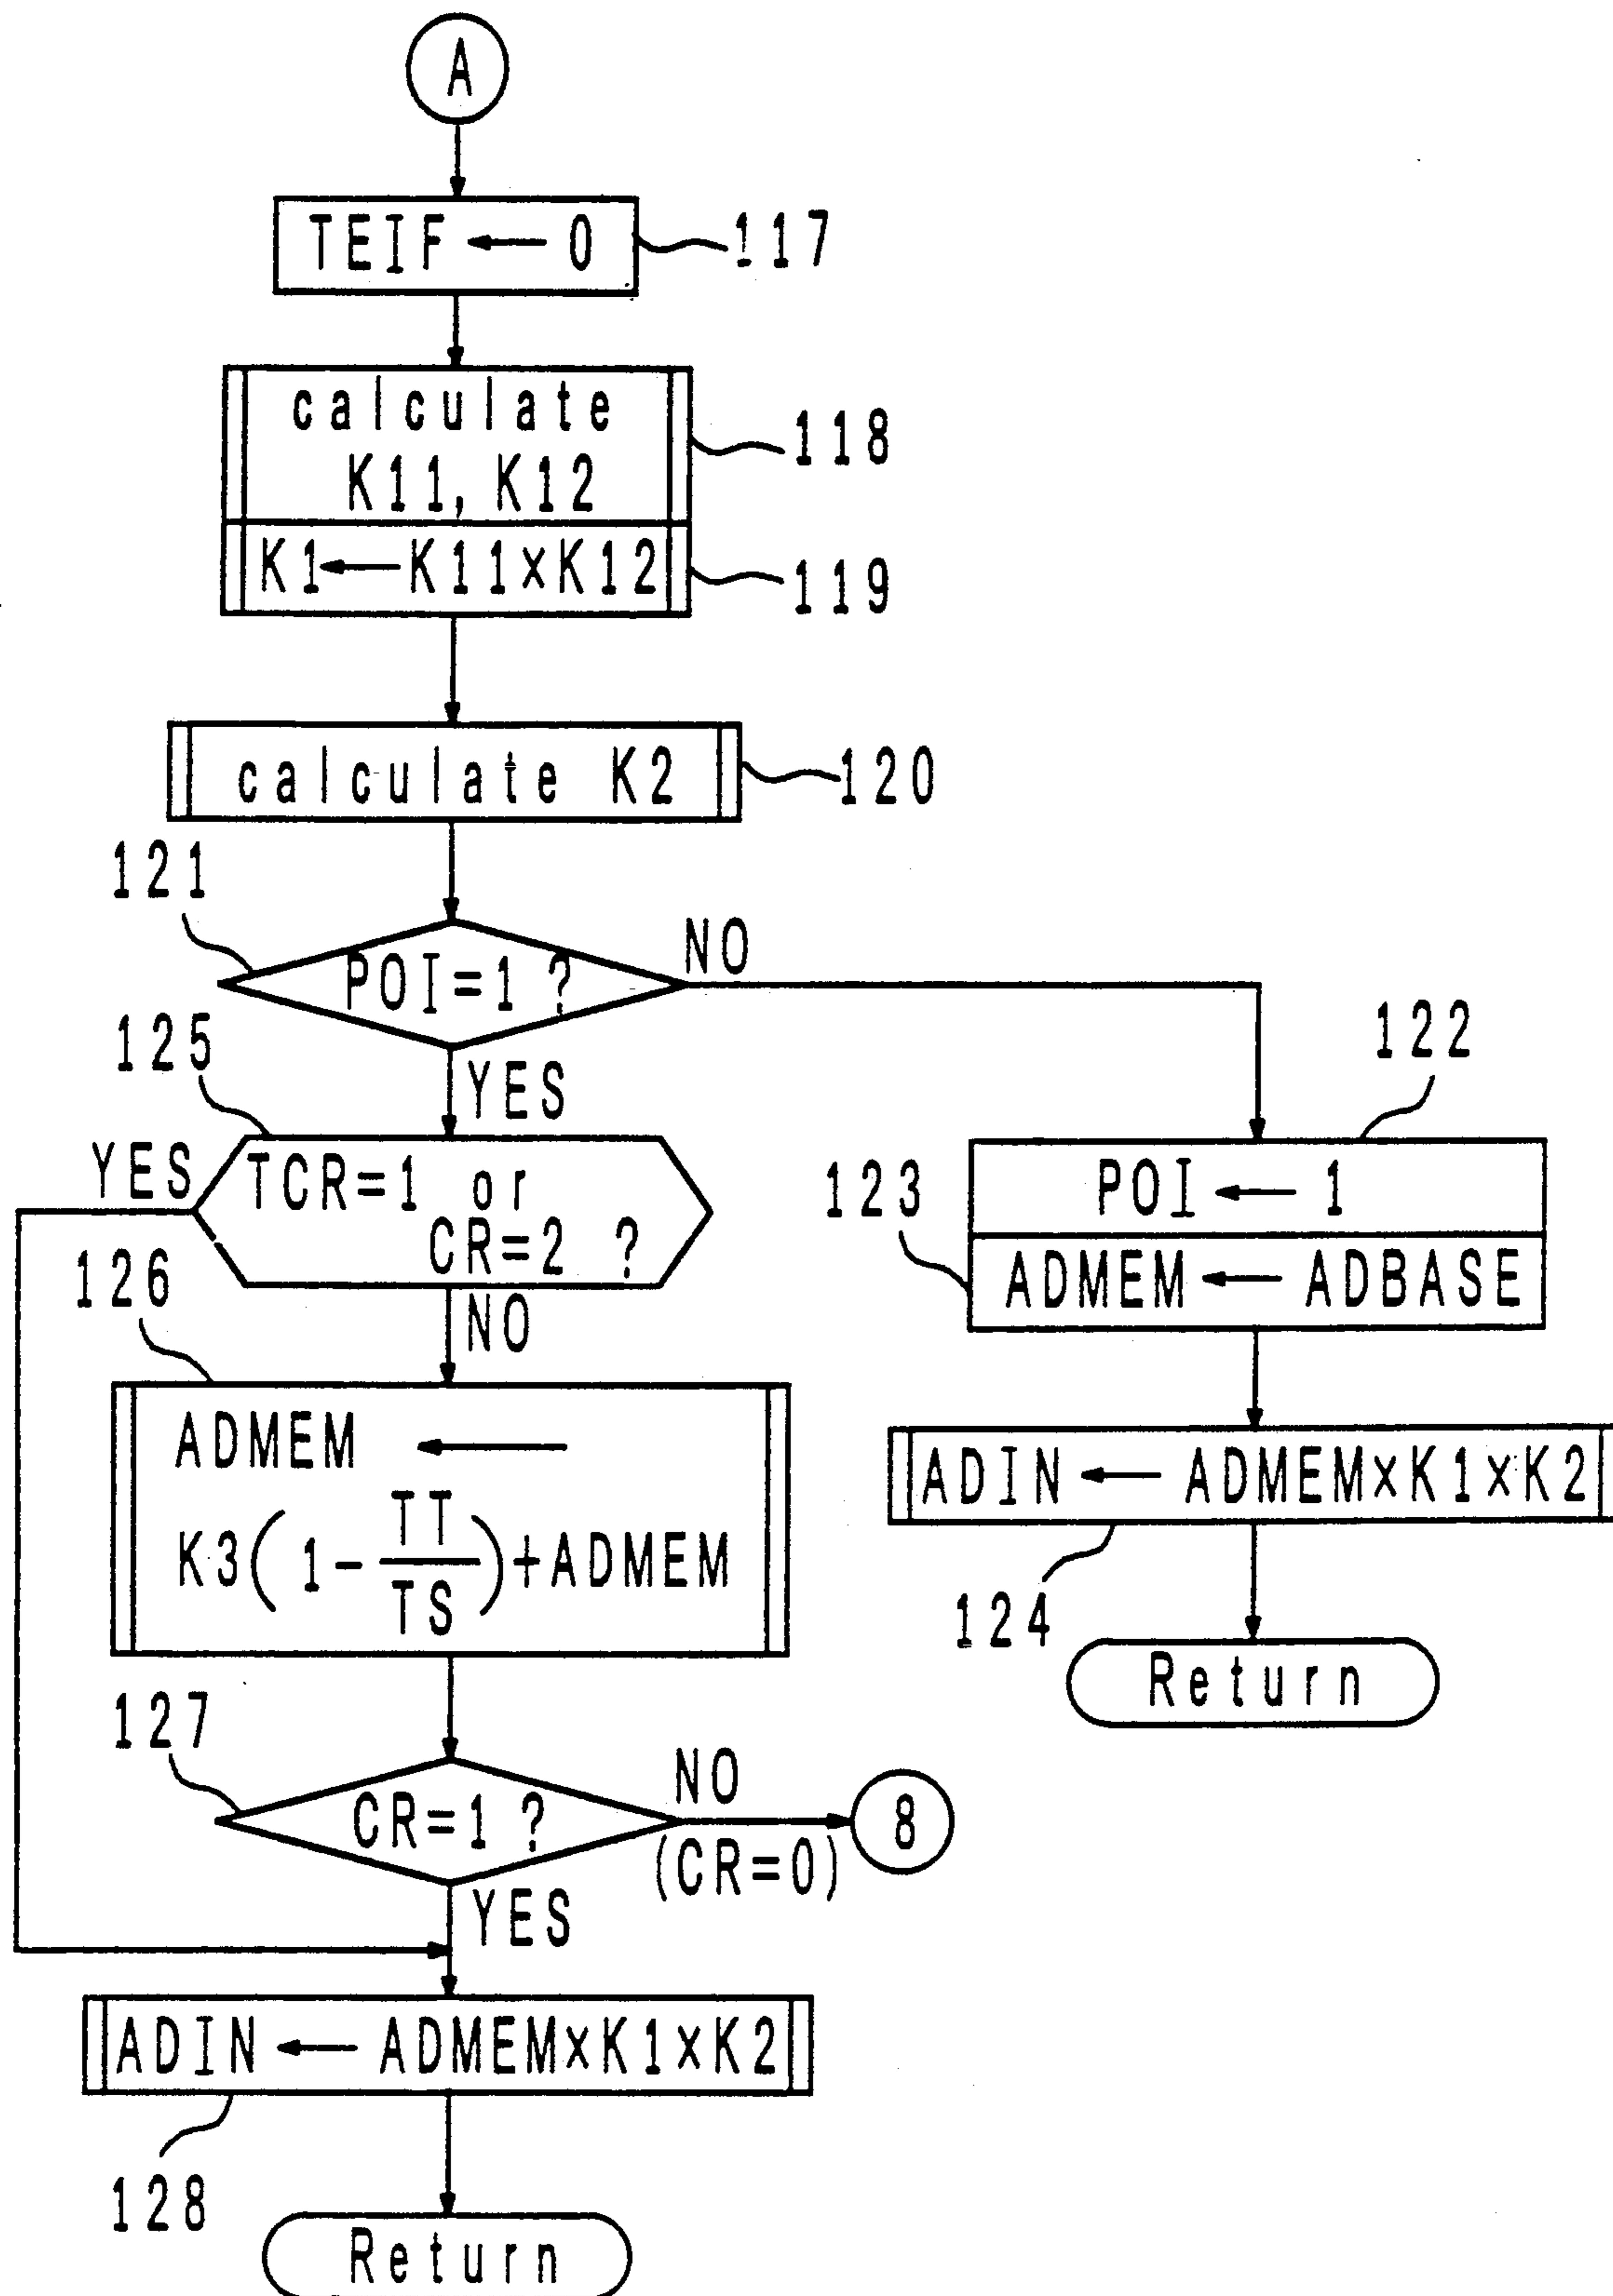 A
TEIF ← 0
117
calculate
K11, K12
118
K1 ← K11×K12
119
calculate K2
120
121
POI=1 ?
NO
YES
122
POI ← 1
123
ADMEM ← ADBASE
ADIN ← ADMEM×K1×K2
124
Return
125
YES
TCR=1 or
CR=2 ?
NO
126
ADMEM ←
K3(1-TT/TS)+ADMEM
127
CR=1 ?
NO
(CR=0)
8
YES
ADIN ← ADMEM×K1×K2
128
Return